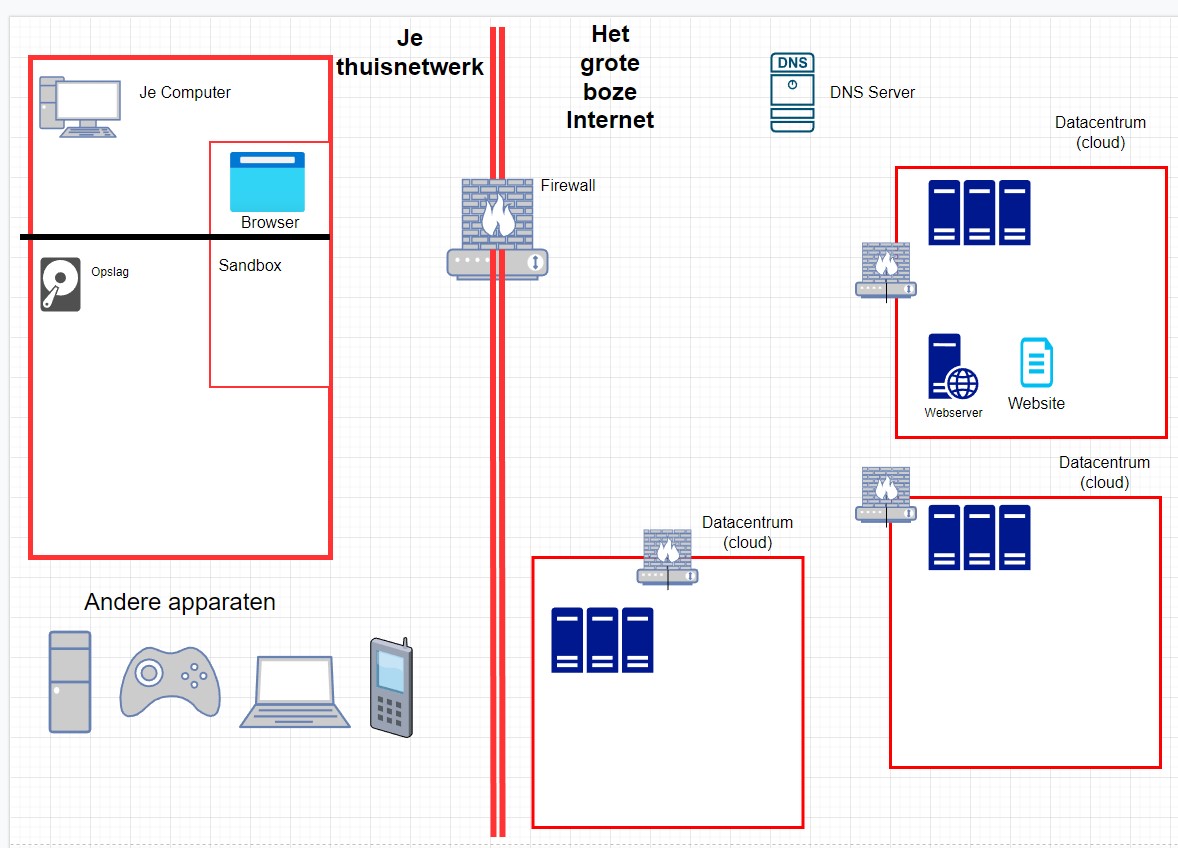 Je
thuisnetwerk
Het
grote
boze
Internet
DNS
DNS Server
Je Computer
Browser
Sandbox
Opslag
Firewall
Datacentrum
(cloud)
Webserver
Website
Datacentrum
(cloud)
Datacentrum
(cloud)
Andere apparaten